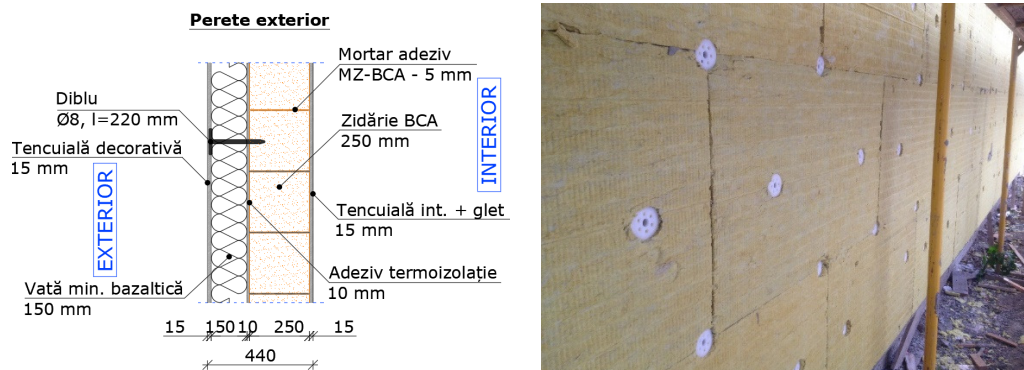 Perete exterior
Mortar adeziv
MZ-BCA - 5 mm
Diblu
Ø8, l=220 mm
Zidărie BCA
250 mm
Tencuială decorativă
15 mm
EXTERIOR
INTERIOR
Tencuială int. + glet
15 mm
Vată min. bazaltică
150 mm
Adeziv termoizolație
10 mm
15 150 10 250 15
440